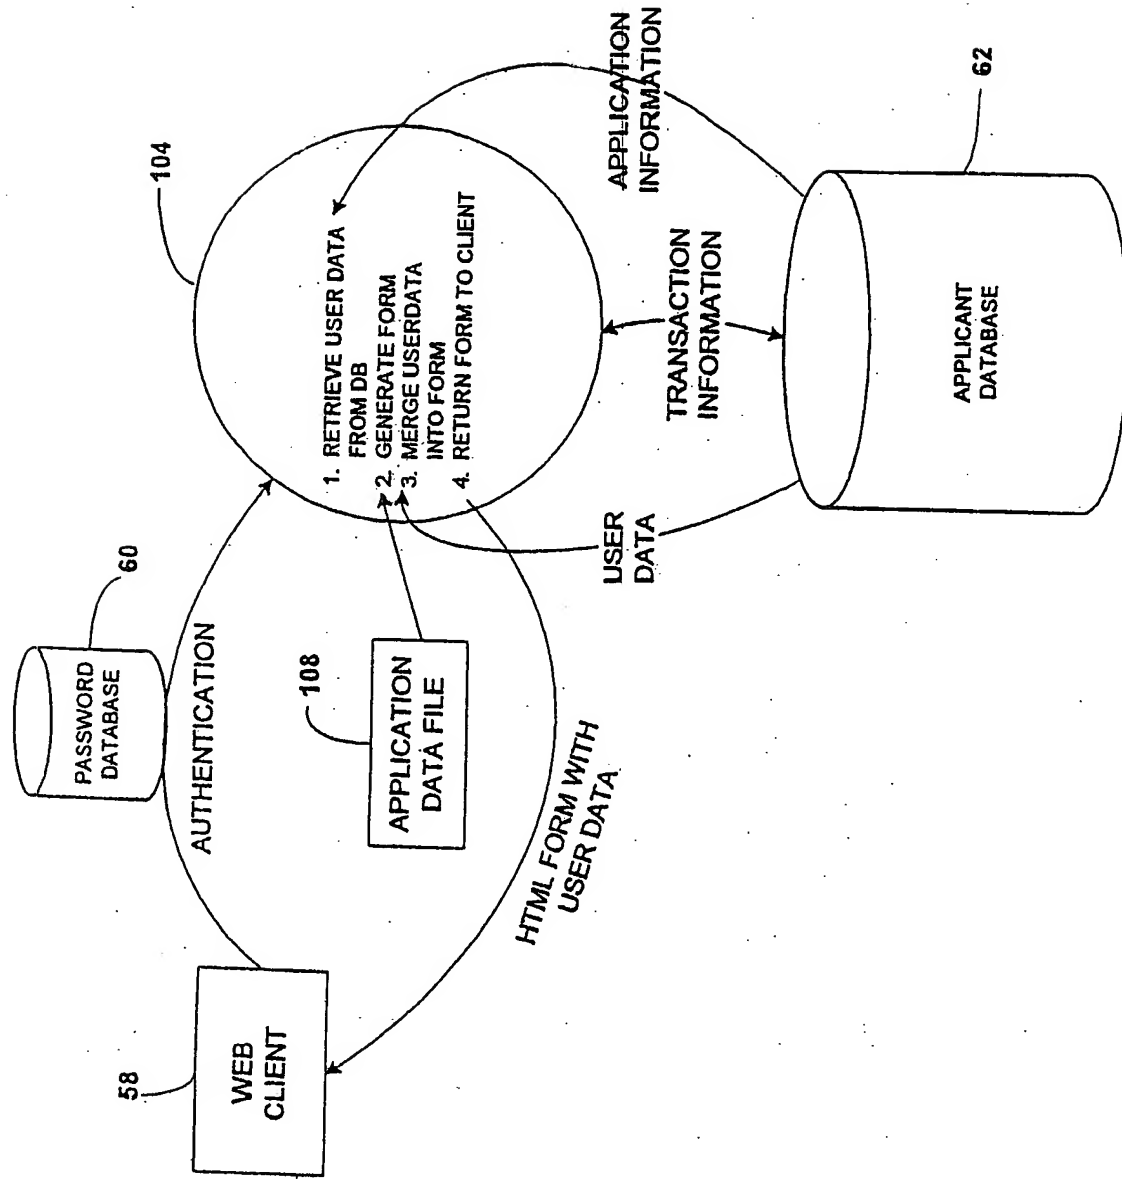 58
WEB
CLIENT
PASSWORD
DATABASE
60
AUTHENTICATION
104
108
APPLICATION
DATA FILE
1. RETRIEVE USER DATA
FROM DB
2. GENERATE FORM
3. MERGE USERDATA
INTO FORM
4. RETURN FORM TO CLIENT
HTML FORM WITH
USER DATA
USER
DATA
TRANSACTION
INFORMATION
APPLICATION
INFORMATION
62
APPLICANT
DATABASE